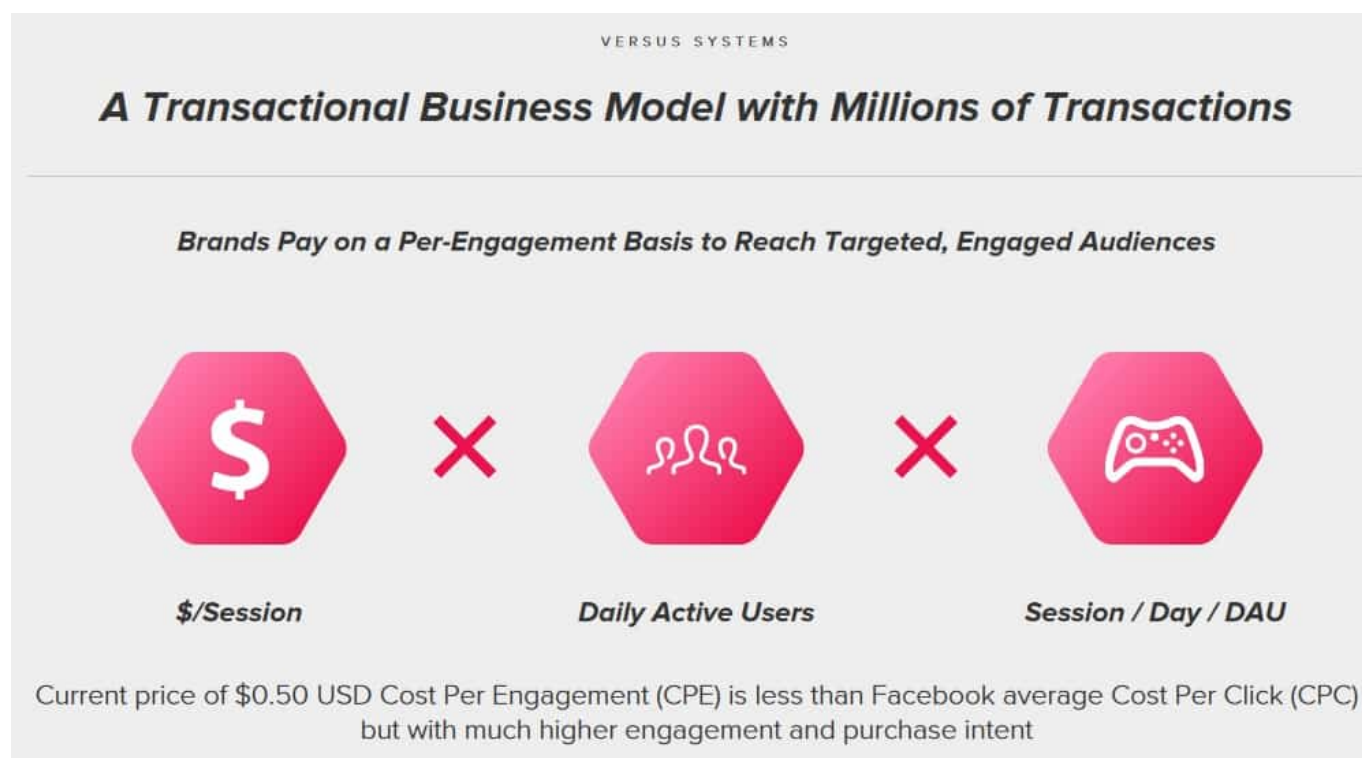 VERSUS SYSTEMS
A Transactional Business Model with Millions of Transactions
Brands Pay on a Per-Engagement Basis to Reach Targeted, Engaged Audiences
$
$/Session
Daily Active Users
Session / Day / DAU
Current price of $0.50 USD Cost Per Engagement (CPE) is less than Facebook average Cost Per Click (CPC)
but with much higher engagement and purchase intent